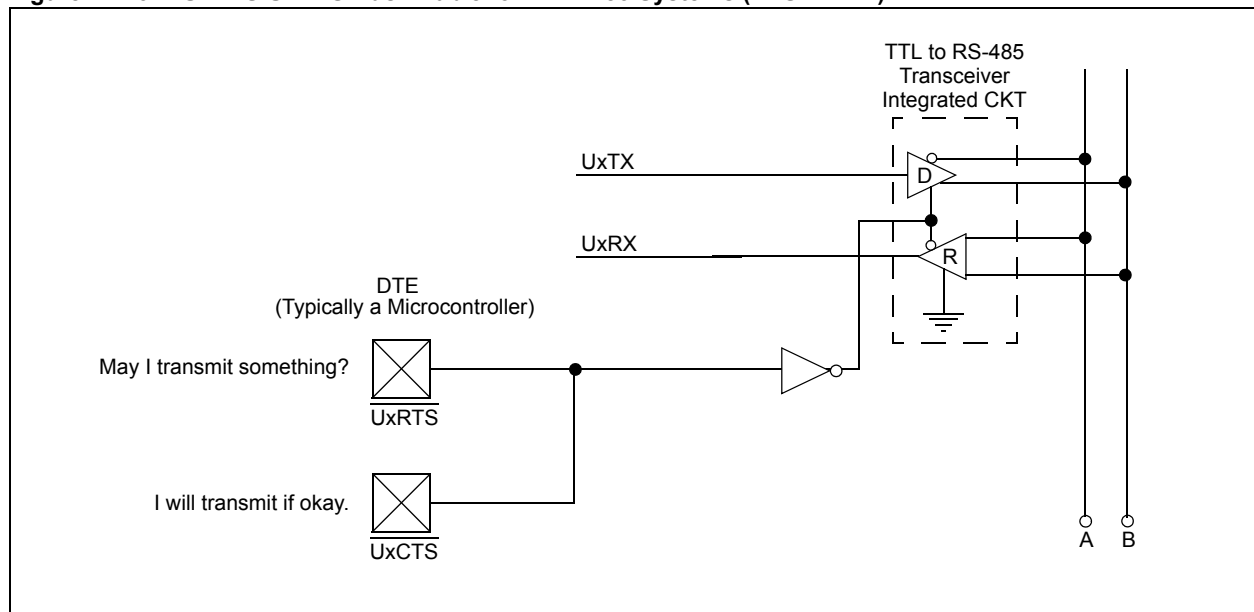 TTL to RS-485
Transceiver
Integrated CKT
UxTX
D
UxRX
R
DTE
(Typically a Microcontroller)
May I transmit something?
UxRTS
I will transmit if okay.
UxCTS
A B